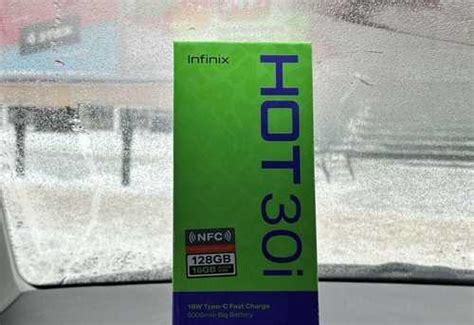 Infinix
HOT 30i
NFC
128GB
16GB
18W Type-C Fast Charge
5000mAh Big Battery